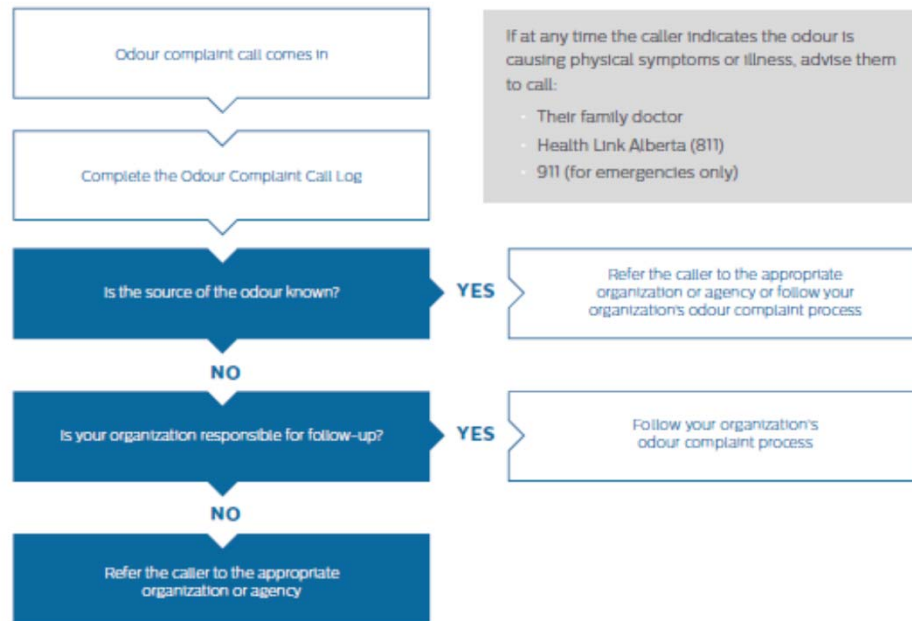 Odour complaint call comes in
If at any time the caller indicates the odour is
causing physical symptoms or illness, advise them
to call:
· Their family doctor
· Health Link Alberta (811)
· 911 (for emergencies only)
Complete the Odour Complaint Call Log
Is the source of the odour known?
YES
Refer the caller to the appropriate
organization or agency or follow your
organization's odour complaint process
NO
Is your organization responsible for follow-up?
YES
Follow your organization's
odour complaint process
NO
Refer the caller to the appropriate
organization or agency